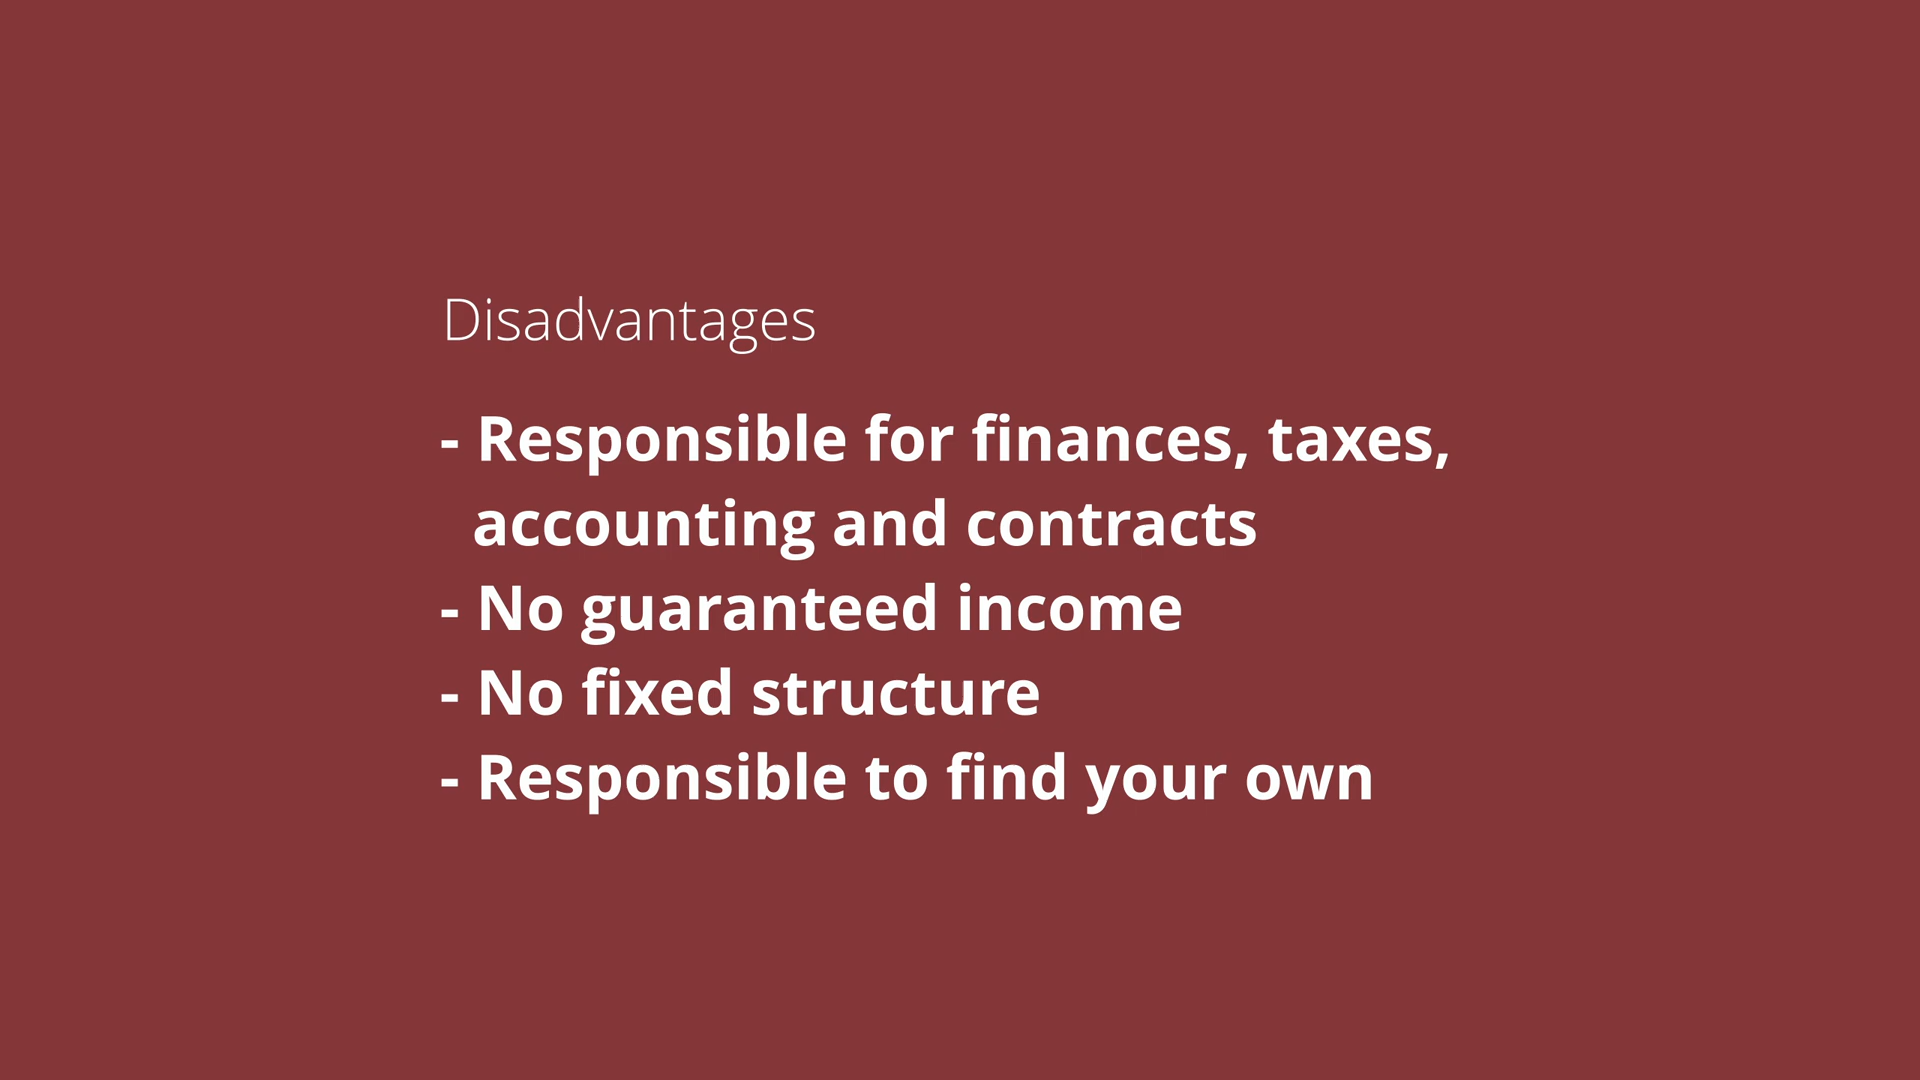 Disadvantages
- Responsible for finances, taxes,
accounting and contracts
- No guaranteed income
- No fixed structure
- Responsible to find your own